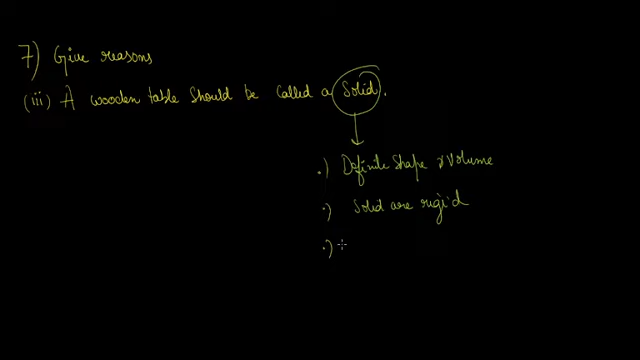 7) Give reasons
(iii) A wooden table should be called a Solid.
.) Definite Shape & Volume
.) Solid are rigid
.)